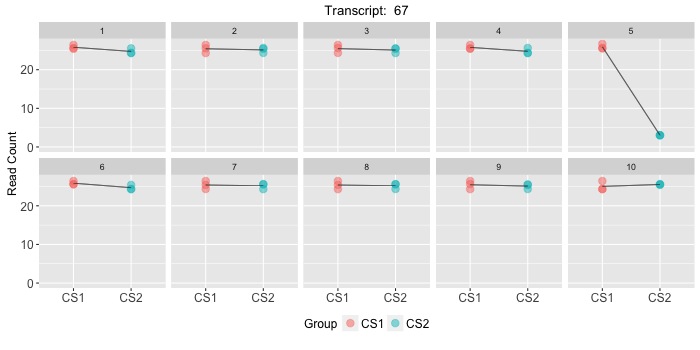 Transcript: 67
1 2 3 4 5
20
10
0
6 7 8 9 10
20
10
0
Read Count
CS1 CS2 CS1 CS2 CS1 CS2 CS1 CS2 CS1 CS2
Group CS1 CS2